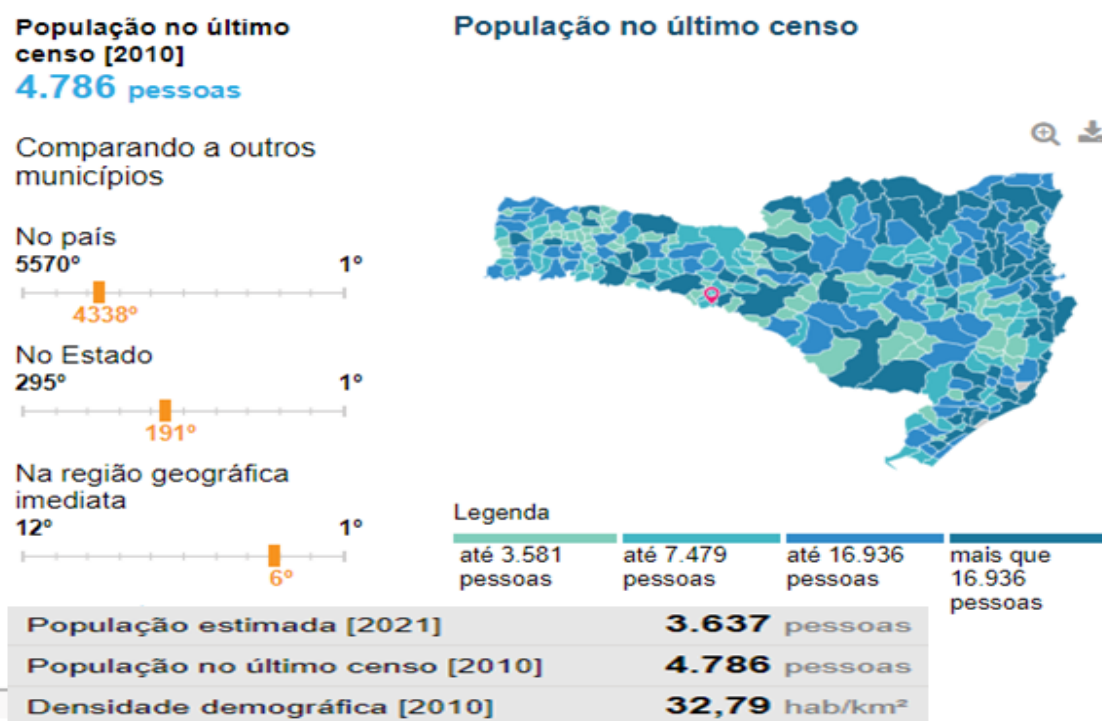 População no último
censo [2010]
4.786 pessoas
Comparando a outros
municípios
No país
5570º 1º
4338º
No Estado
295º 1º
191º
Na região geográfica
imediata
12º 1º
6º
População no último censo
Legenda
até 3.581
pessoas
até 7.479
pessoas
até 16.936
pessoas
mais que
16.936
pessoas
População estimada [2021] 3.637 pessoas
População no último censo [2010] 4.786 pessoas
Densidade demográfica [2010] 32,79 hab/km²